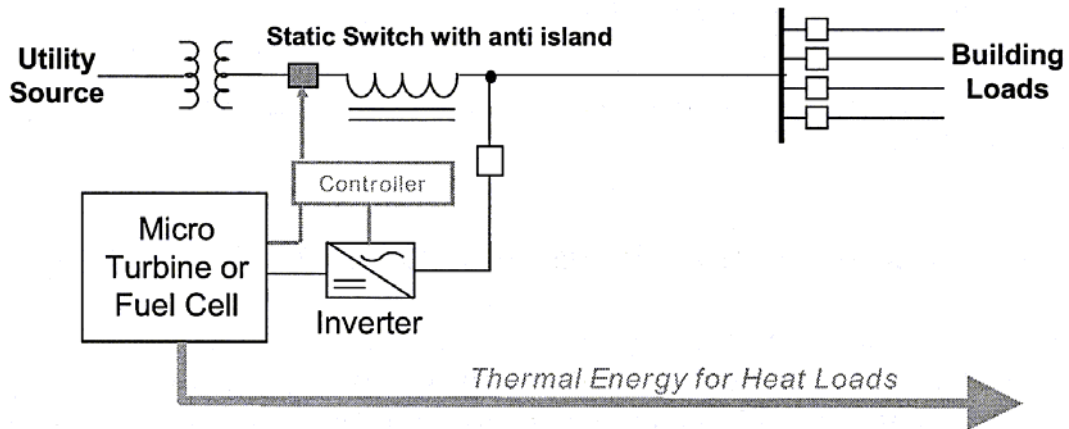 Static Switch with anti island
Utility
Source
Building
Loads
Controller
Micro
Turbine or
Fuel Cell
Inverter
Thermal Energy for Heat Loads